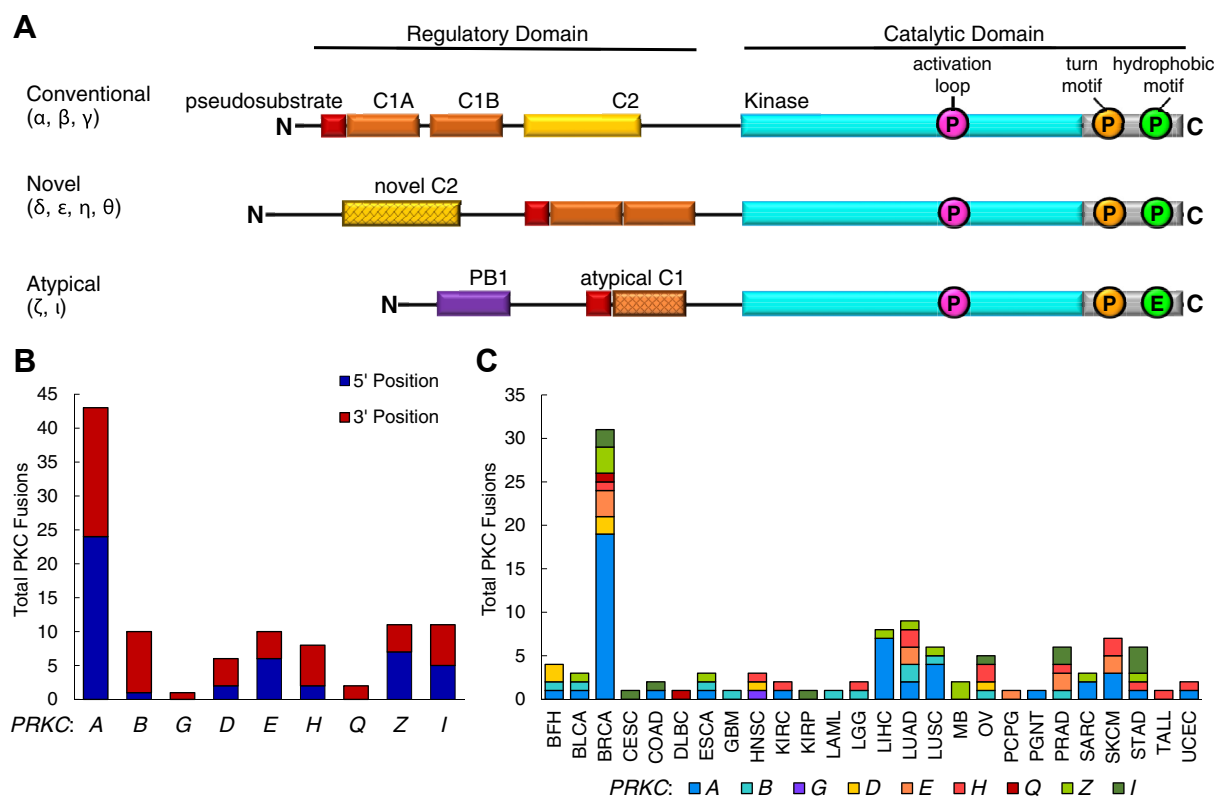 A
Regulatory Domain
Catalytic Domain
activation loop
turn motif
hydrophobic motif
Conventional
(α, β, γ)
pseudosubstrate
C1A
C1B
C2
Kinase
N
P
P
P
C
Novel
(δ, ε, η, θ)
novel C2
N
P
P
P
C
Atypical
(ζ, ι)
PB1
atypical C1
N
P
P
E
C
B
5' Position
3' Position
Total PKC Fusions
45
40
35
30
25
20
15
10
5
0
PRKC: A B G D E H Q Z I
C
Total PKC Fusions
35
30
25
20
15
10
5
0
BFH
BLCA
BRCA
CESC
COAD
DLBC
ESCA
GBM
HNSC
KIRC
KIRP
LAML
LGG
LIHC
LUAD
LUSC
MB
OV
PCPG
PGNT
PRAD
SARC
SKCM
STAD
TALL
UCEC
PRKC: A B G D E H Q Z I